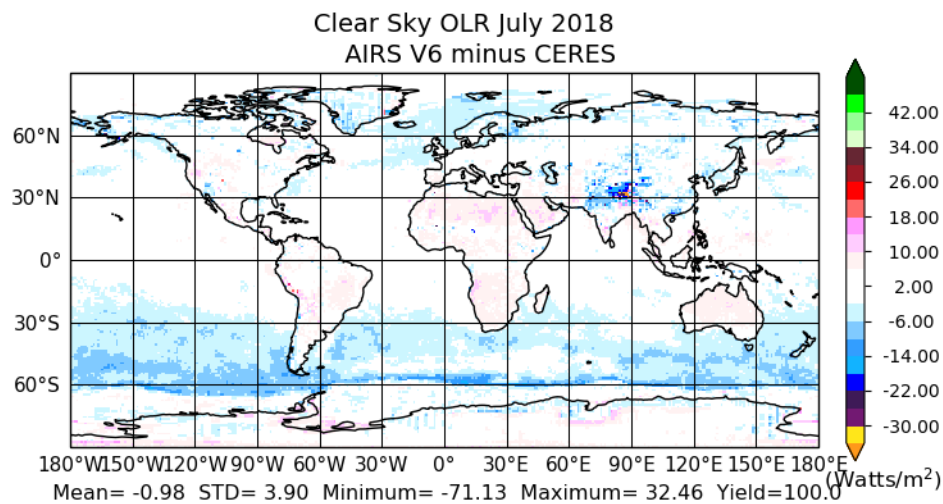 Clear Sky OLR July 2018
AIRS V6 minus CERES
60°N
30°N
0°
30°S
60°S
42.00
34.00
26.00
18.00
10.00
2.00
-6.00
-14.00
-22.00
-30.00
180°W150°W120°W90°W 60°W 30°W 0° 30°E 60°E 90°E 120°E 150°E 180°E
(Watts/m²)
Mean= -0.98 STD= 3.90 Minimum= -71.13 Maximum= 32.46 Yield=100.0